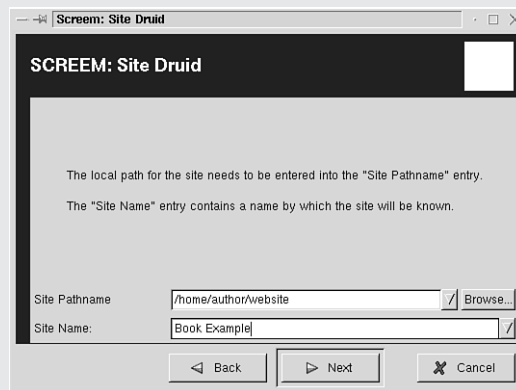 Screem: Site Druid
SCREEM: Site Druid
The local path for the site needs to be entered into the "Site Pathname" entry.
The "Site Name" entry contains a name by which the site will be known.
Site Pathname /home/author/website Browse...
Site Name: Book Example
Back Next Cancel